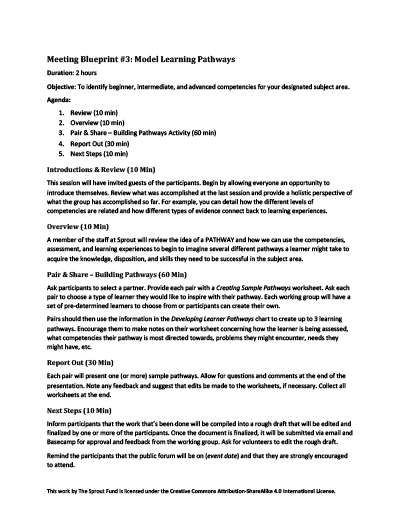 Meeting Blueprint #3: Model Learning Pathways
Duration: 2 hours
Objective: To identify beginner, intermediate, and advanced competencies for your designated subject area.
Agenda:
1. Review (10 min)
2. Overview (10 min)
3. Pair & Share – Building Pathways Activity (60 min)
4. Report Out (30 min)
5. Next Steps (10 min)
Introductions & Review (10 Min)
This session will have invited guests of the participants. Begin by allowing everyone an opportunity to
introduce themselves. Review what was accomplished at the last session and provide a holistic perspective of
what the group has accomplished so far. For example, you can detail how the different levels of
competencies are related and how different types of evidence connect back to learning experiences.
Overview (10 Min)
A member of the staff at Sprout will review the idea of a PATHWAY and how we can use the competencies,
assessment, and learning experiences to begin to imagine several different pathways a learner might take to
acquire the knowledge, disposition, and skills they need to be successful in the subject area.
Pair & Share – Building Pathways (60 Min)
Ask participants to select a partner. Provide each pair with a Creating Sample Pathways worksheet. Ask each
pair to choose a type of learner they would like to inspire with their pathway. Each working group will have a
set of pre-determined learners to choose from or participants can create their own.
Pairs should then use the information in the Developing Learner Pathways chart to create up to 3 learning
pathways. Encourage them to make notes on their worksheet concerning how the learner is being assessed,
what competencies their pathway is most directed towards, problems they might encounter, needs they
might have, etc.
Report Out (30 Min)
Each pair will present one (or more) sample pathways. Allow for questions and comments at the end of the
presentation. Note any feedback and suggest that edits be made to the worksheets, if necessary. Collect all
worksheets at the end.
Next Steps (10 Min)
Inform participants that the work that's been done will be compiled into a rough draft that will be edited and
finalized by one or more of the participants. Once the document is finalized, it will be submitted via email and
Basecamp for approval and feedback from the working group. Ask for volunteers to edit the rough draft.
Remind the participants that the public forum will be on (event date) and that they are strongly encouraged
to attend.
This work by The Sprout Fund is licensed under the Creative Commons Attribution-ShareAlike 4.0 International License.